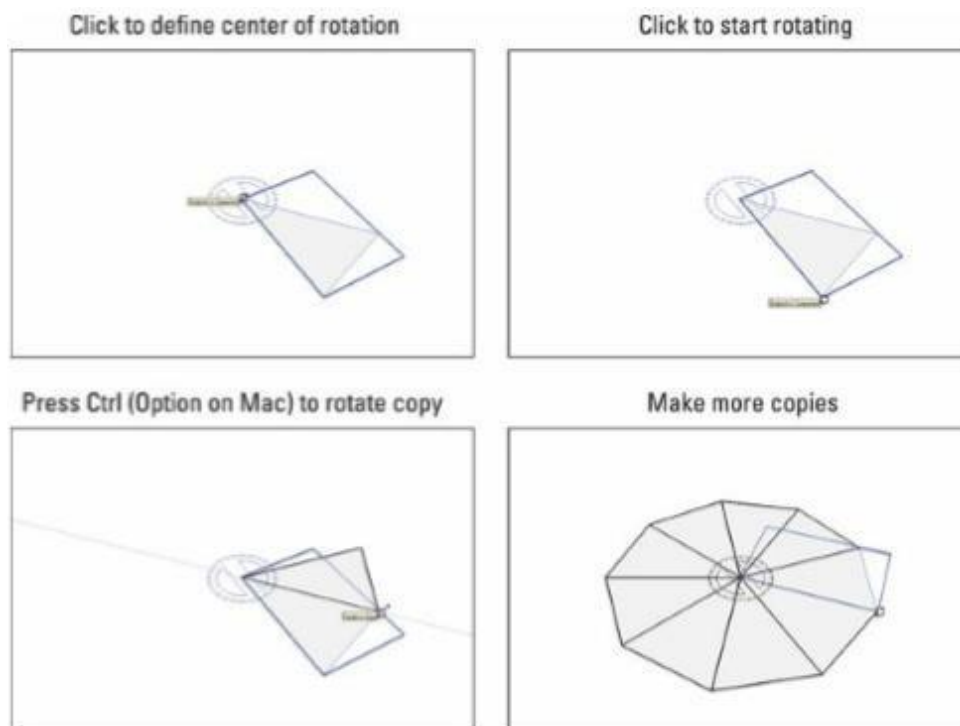 Click to define center of rotation
Click to start rotating
Press Ctrl (Option on Mac) to rotate copy
Make more copies